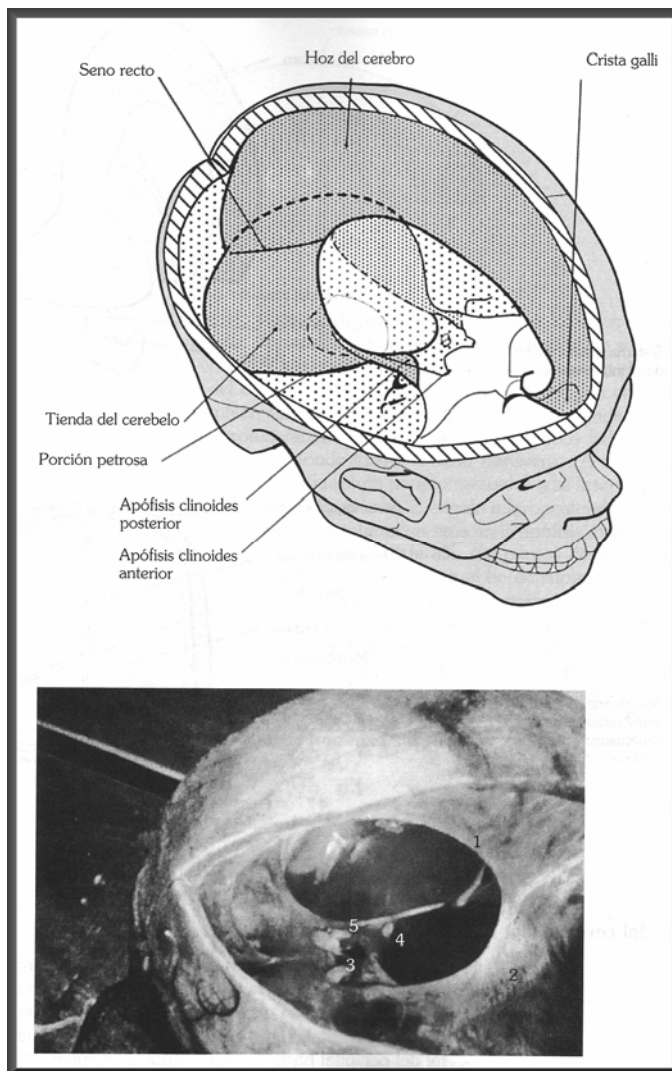 Hoz del cerebro
Crista galli
Seno recto
Tienda del cerebelo
Porción petrosa
Apófisis clinoides
posterior
Apófisis clinoides
anterior
1
5
4
3
2